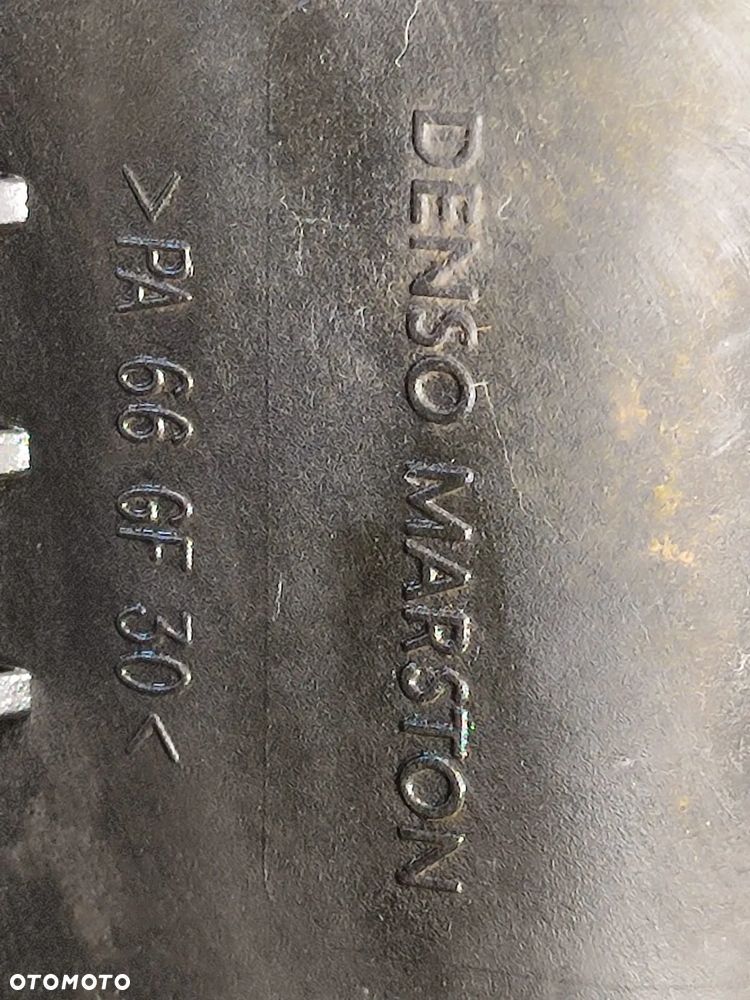 DENSO MARSTON
>PA 66 GF 30<
OTOMOTO